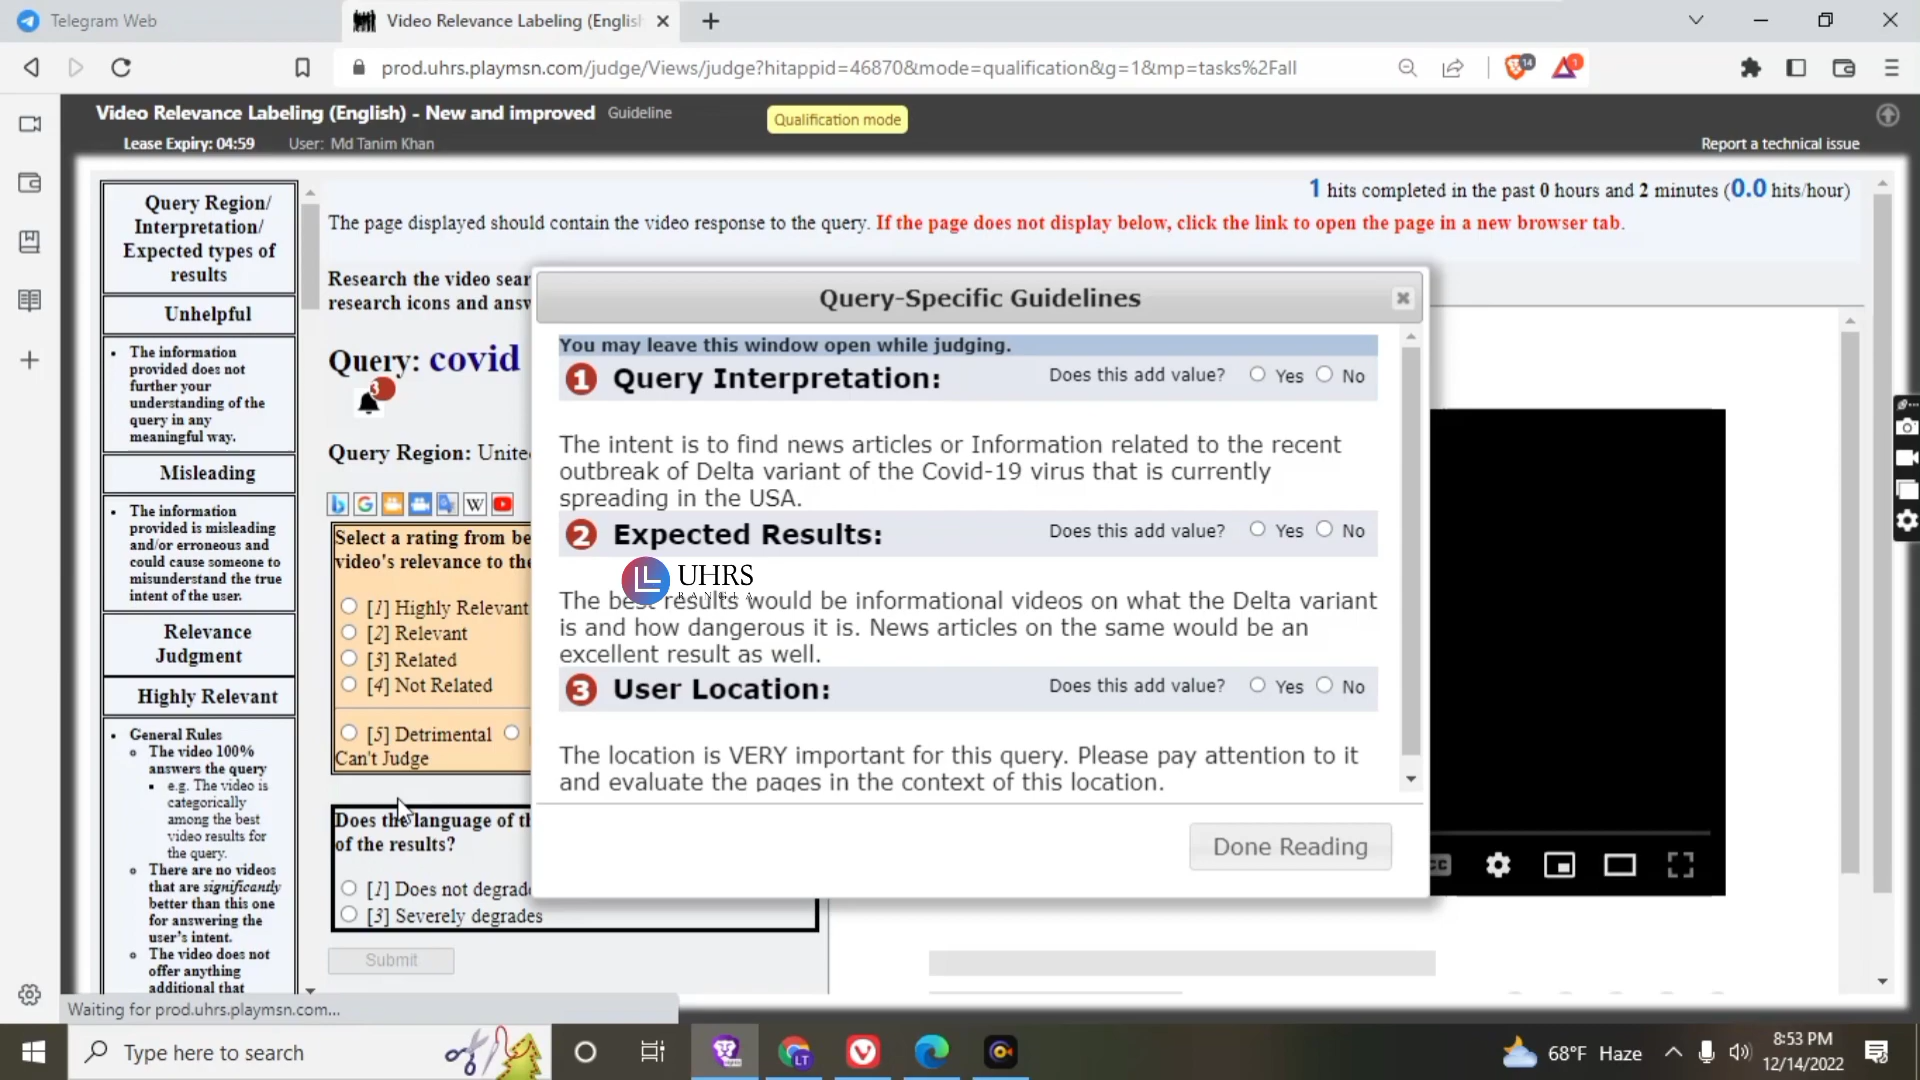 Telegram Web
Video Relevance Labeling (Englis
prod.uhrs.playmsn.com/judge/Views/judge?hitappid=46870&mode=qualification&g=1&mp=tasks%2Fall
14
1
Video Relevance Labeling (English) - New and improved Guideline
Qualification mode
Lease Expiry: 04:59 User: Md Tanim Khan
Report a technical issue
Query Region/
Interpretation/
Expected types of
results
Unhelpful
• The information
provided does not
further your
understanding of the
query in any
meaningful way.
Misleading
• The information
provided is misleading
and/or erroneous and
could cause someone to
misunderstand the true
intent of the user.
Relevance
Judgment
Highly Relevant
• General Rules
The video 100%
answers the query
e.g. The video is
categorically
among the best
video results for
the query.
There are no videos
that are significantly
better than this one
for answering the
user's intent.
The video does not
offer anything
additional that
1 hits completed in the past 0 hours and 2 minutes (0.0 hits/hour)
The page displayed should contain the video response to the query. If the page does not display below, click the link to open the page in a new browser tab.
Research the video sear
research icons and answ
Query: covid
3
Query Region: Unite
W
Select a rating from be
video's relevance to the
[1] Highly Relevant
[2] Relevant
[3] Related
[4] Not Related
[5] Detrimental
Can't Judge
Does the language of th
of the results?
[1] Does not degrade
[3] Severely degrades
Submit
Query-Specific Guidelines
You may leave this window open while judging.
1 Query Interpretation: Does this add value? Yes No
The intent is to find news articles or Information related to the recent
outbreak of Delta variant of the Covid-19 virus that is currently
spreading in the USA.
2 Expected Results: Does this add value? Yes No
UHRS
The best results would be informational videos on what the Delta variant
is and how dangerous it is. News articles on the same would be an
excellent result as well.
3 User Location: Does this add value? Yes No
The location is VERY important for this query. Please pay attention to it
and evaluate the pages in the context of this location.
Done Reading
Waiting for prod.uhrs.playmsn.com...
Type here to search
LT
68°F Haze
8:53 PM
12/14/2022